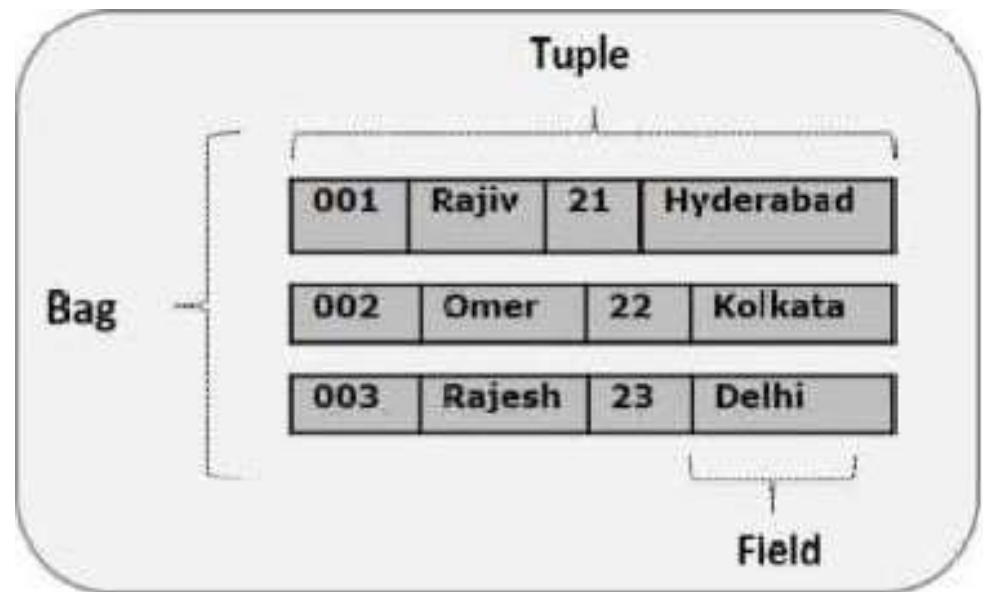 Tuple
001 Rajiv 21 Hyderabad
Bag
002 Omer 22 Kolkata
003 Rajesh 23 Delhi
Field